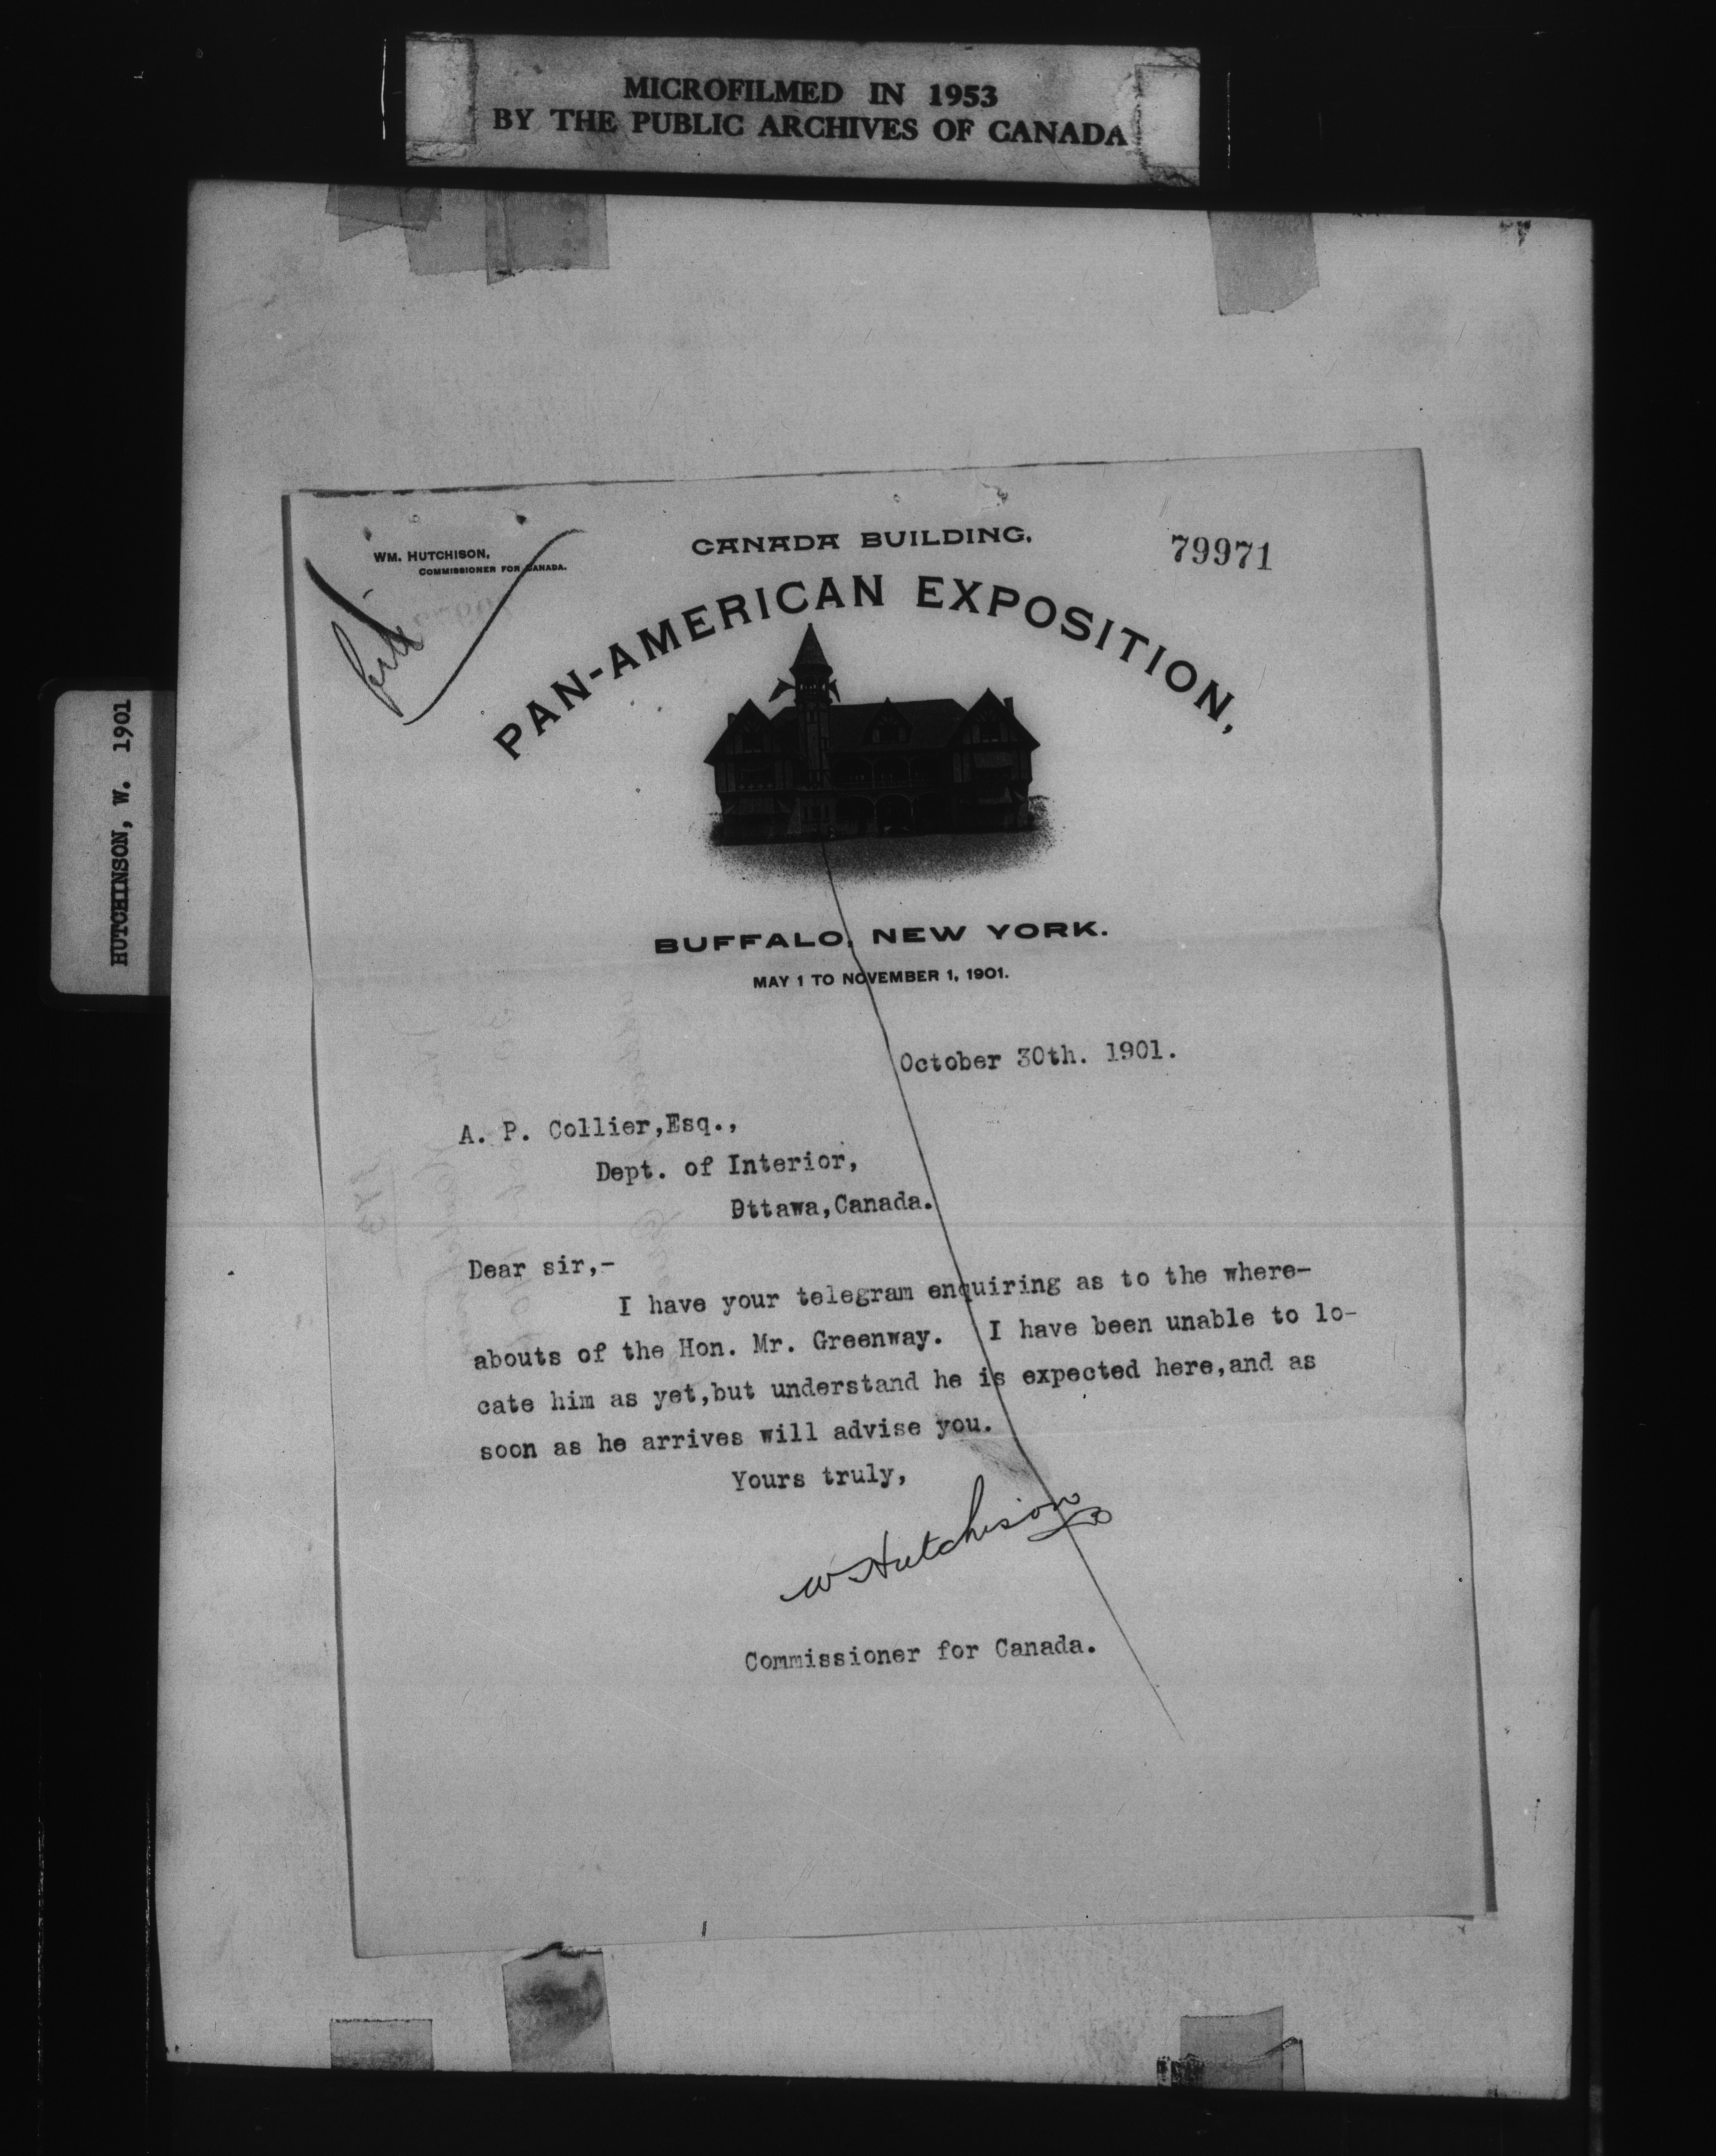 MICROFILMED IN 1953
BY THE PUBLIC ARCHIVES OF CANADA
HUTCHINSON, W. 1901
WM. HUTCHISON,
COMMISSIONER FOR CANADA.
CANADA BUILDING,
79971
PAN-AMERICAN EXPOSITION,
BUFFALO, NEW YORK.
MAY 1 TO NOVEMBER 1, 1901.
October 30th. 1901.
A. P. Collier,Esq.,
Dept. of Interior,
Ottawa,Canada.
Dear sir,-
I have your telegram enquiring as to the where-
abouts of the Hon. Mr. Greenway. I have been unable to lo-
cate him as yet,but understand he is expected here,and as
soon as he arrives will advise you.
Yours truly,
W Hutchison
Commissioner for Canada.